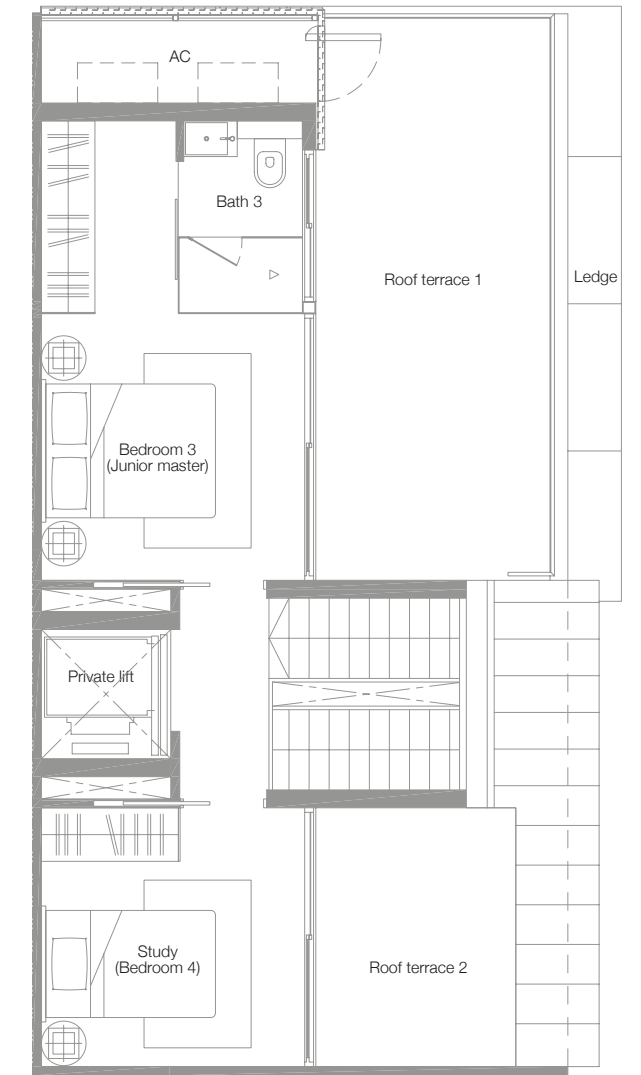 AC
Bath 3
Roof terrace 1
Ledge
Bedroom 3
(Junior master)
Private lift
Study
(Bedroom 4)
Roof terrace 2